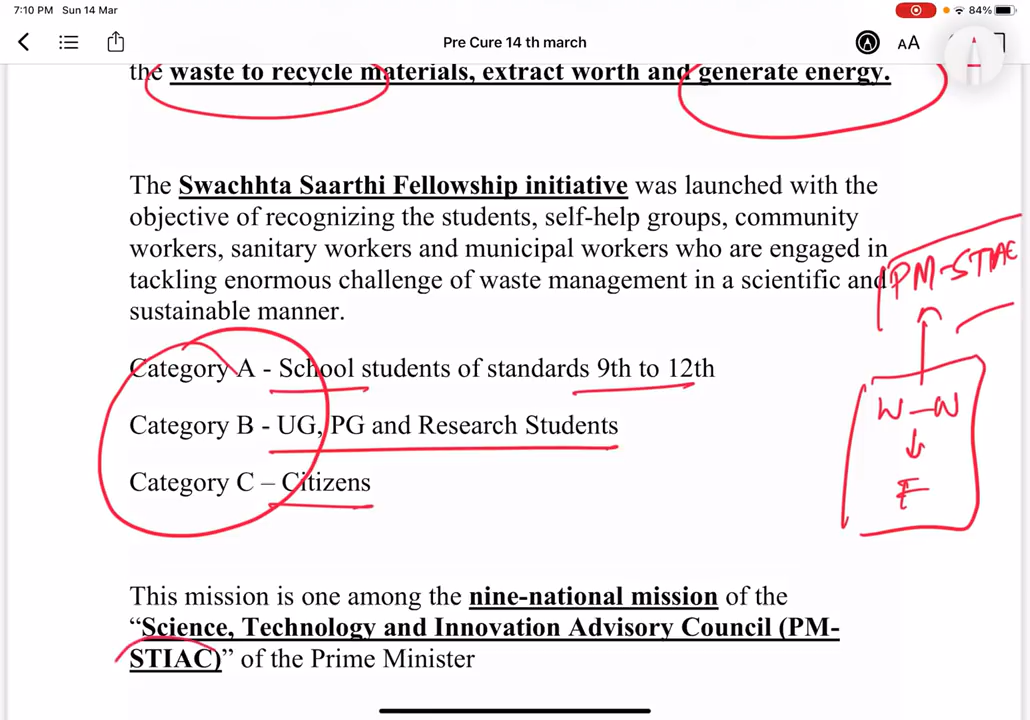 7:10 PM Sun 14 Mar
84%
Pre Cure 14 th march
AA
the waste to recycle materials, extract worth and generate energy.
The Swachhta Saarthi Fellowship initiative was launched with the
objective of recognizing the students, self-help groups, community
workers, sanitary workers and municipal workers who are engaged in
tackling enormous challenge of waste management in a scientific and
sustainable manner.
PM-STIAC
Category A - School students of standards 9th to 12th
W-W
Category B - UG, PG and Research Students
Category C – Citizens
E
This mission is one among the nine-national mission of the
“Science, Technology and Innovation Advisory Council (PM-
STIAC)” of the Prime Minister